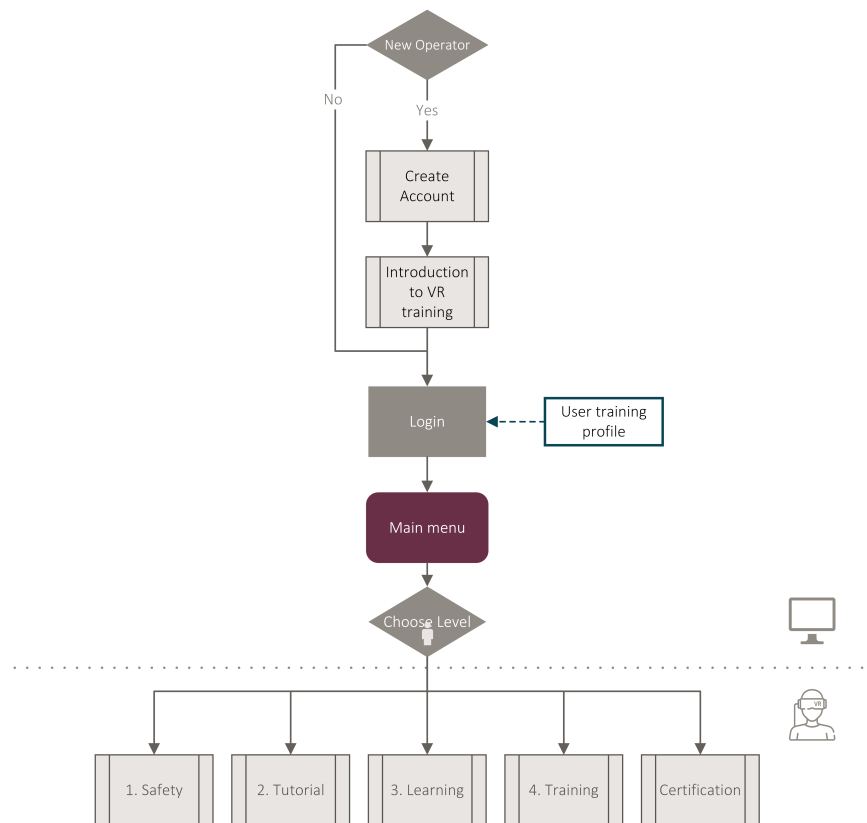 New Operator
No
Yes
Create
Account
Introduction
to VR
training
Login
User training
profile
Main menu
Choose Level
VR
1. Safety
2. Tutorial
3. Learning
4. Training
Certification